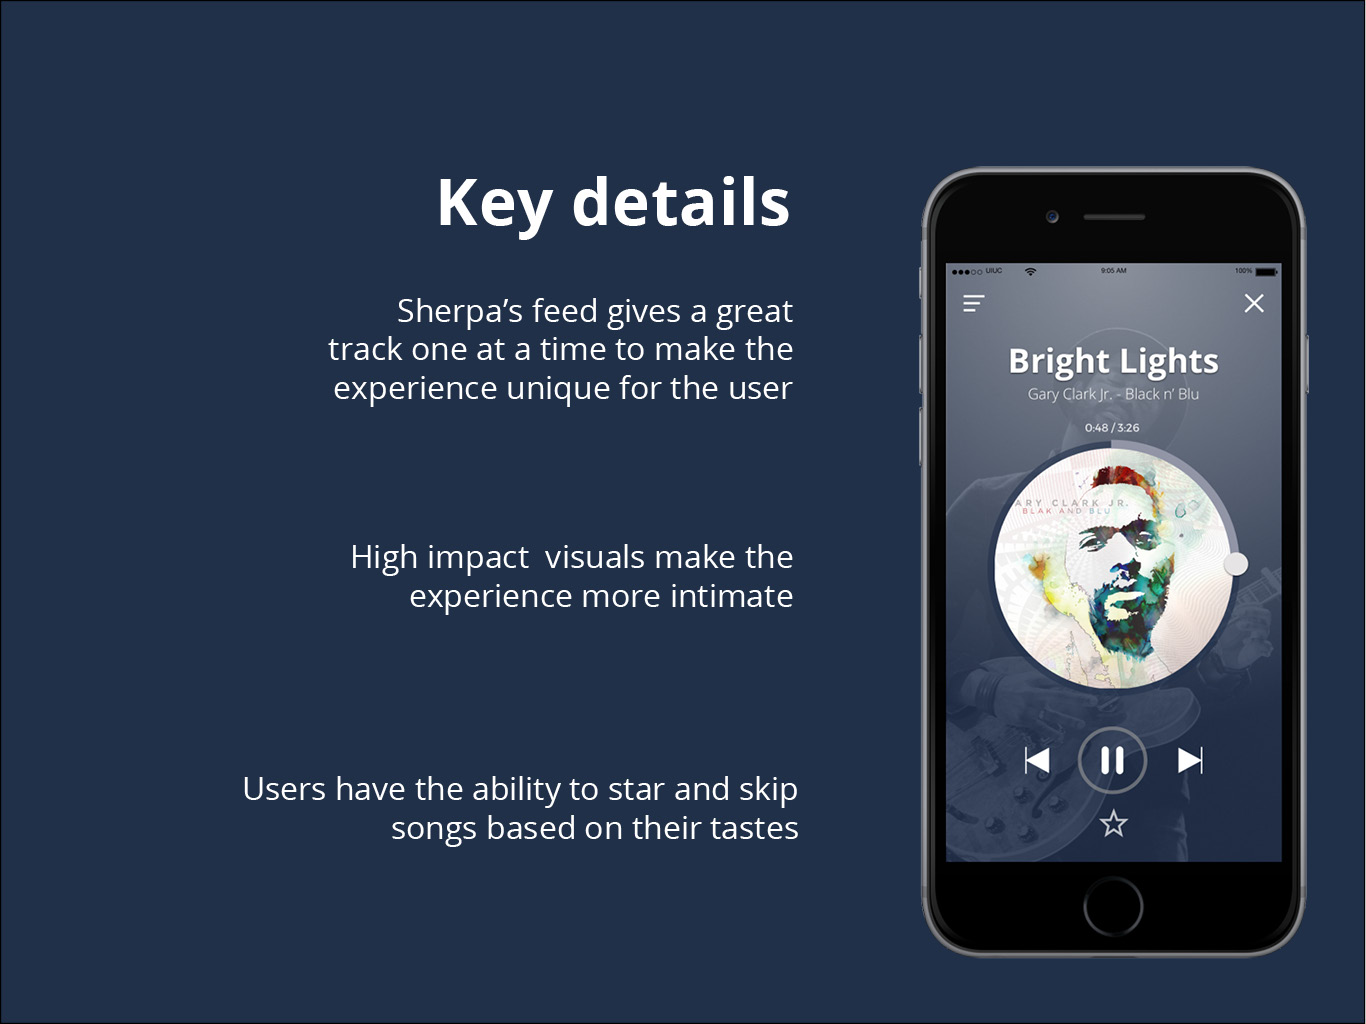 Key details
Sherpa’s feed gives a great
track one at a time to make the
experience unique for the user
High impact  visuals make the
experience more intimate
Users have the ability to star and skip
songs based on their tastes
UIUC 9:05 AM 100%
Bright Lights
Gary Clark Jr. - Black n’ Blu
0:48 / 3:26
ARY CLARK JR.
BLAK AND BLU